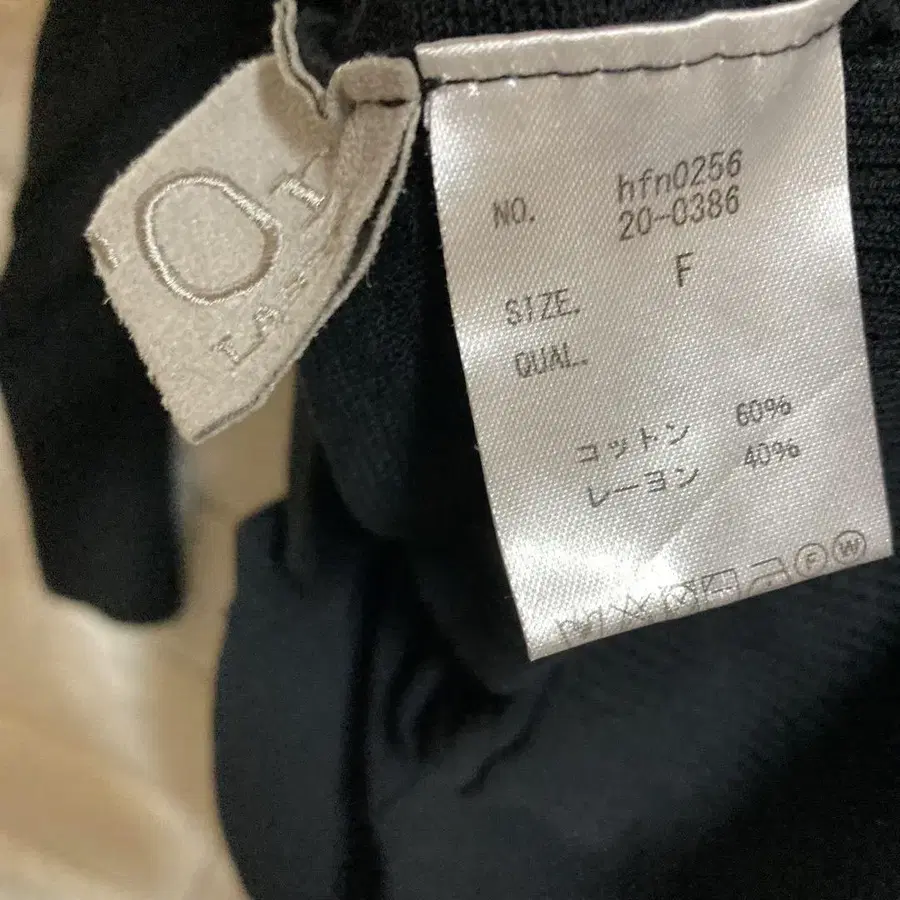 NO. hfn0256
20-0386
SIZE. F
QUAL.
コットン 60%
レーヨン 40%
F W